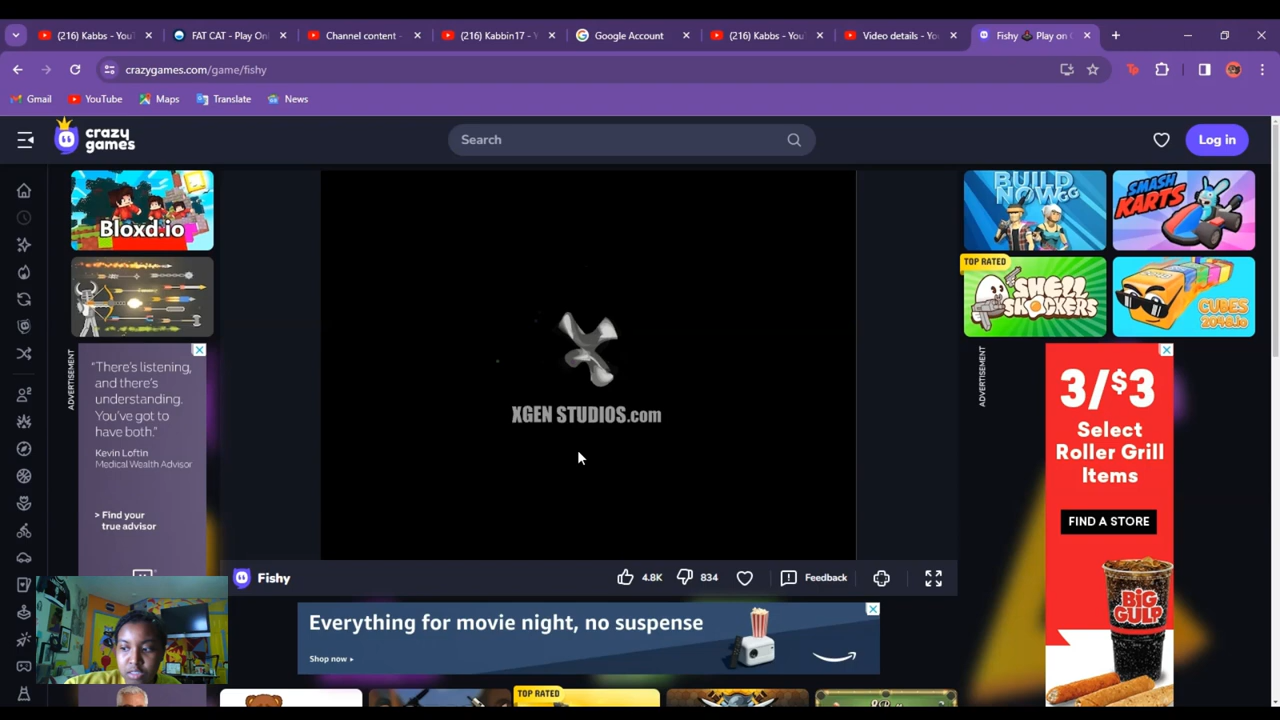 (216) Kabbs - YouT
FAT CAT - Play Onl
Channel content -
(216) Kabbin17 - Y
Google Account
(216) Kabbs - YouT
Video details - You
Fishy Play on C
crazygames.com/game/fishy
Gmail
YouTube
Maps
Translate
News
crazy
games
Search
Log in
Bloxd.io
BUILD
NOW GG
SMASH
KARTS
TOP RATED
SHELL
SHOCKERS
CUBES
2048.io
XGEN STUDIOS.com
ADVERTISEMENT
"There's listening,
and there's
understanding.
You've got to
have both."
Kevin Loftin
Medical Wealth Advisor
> Find your
true advisor
ADVERTISEMENT
3/$3
Select
Roller Grill
Items
FIND A STORE
BIG
GULP
Fishy
4.8K
834
Feedback
Everything for movie night, no suspense
Shop now ▸
TOP RATED